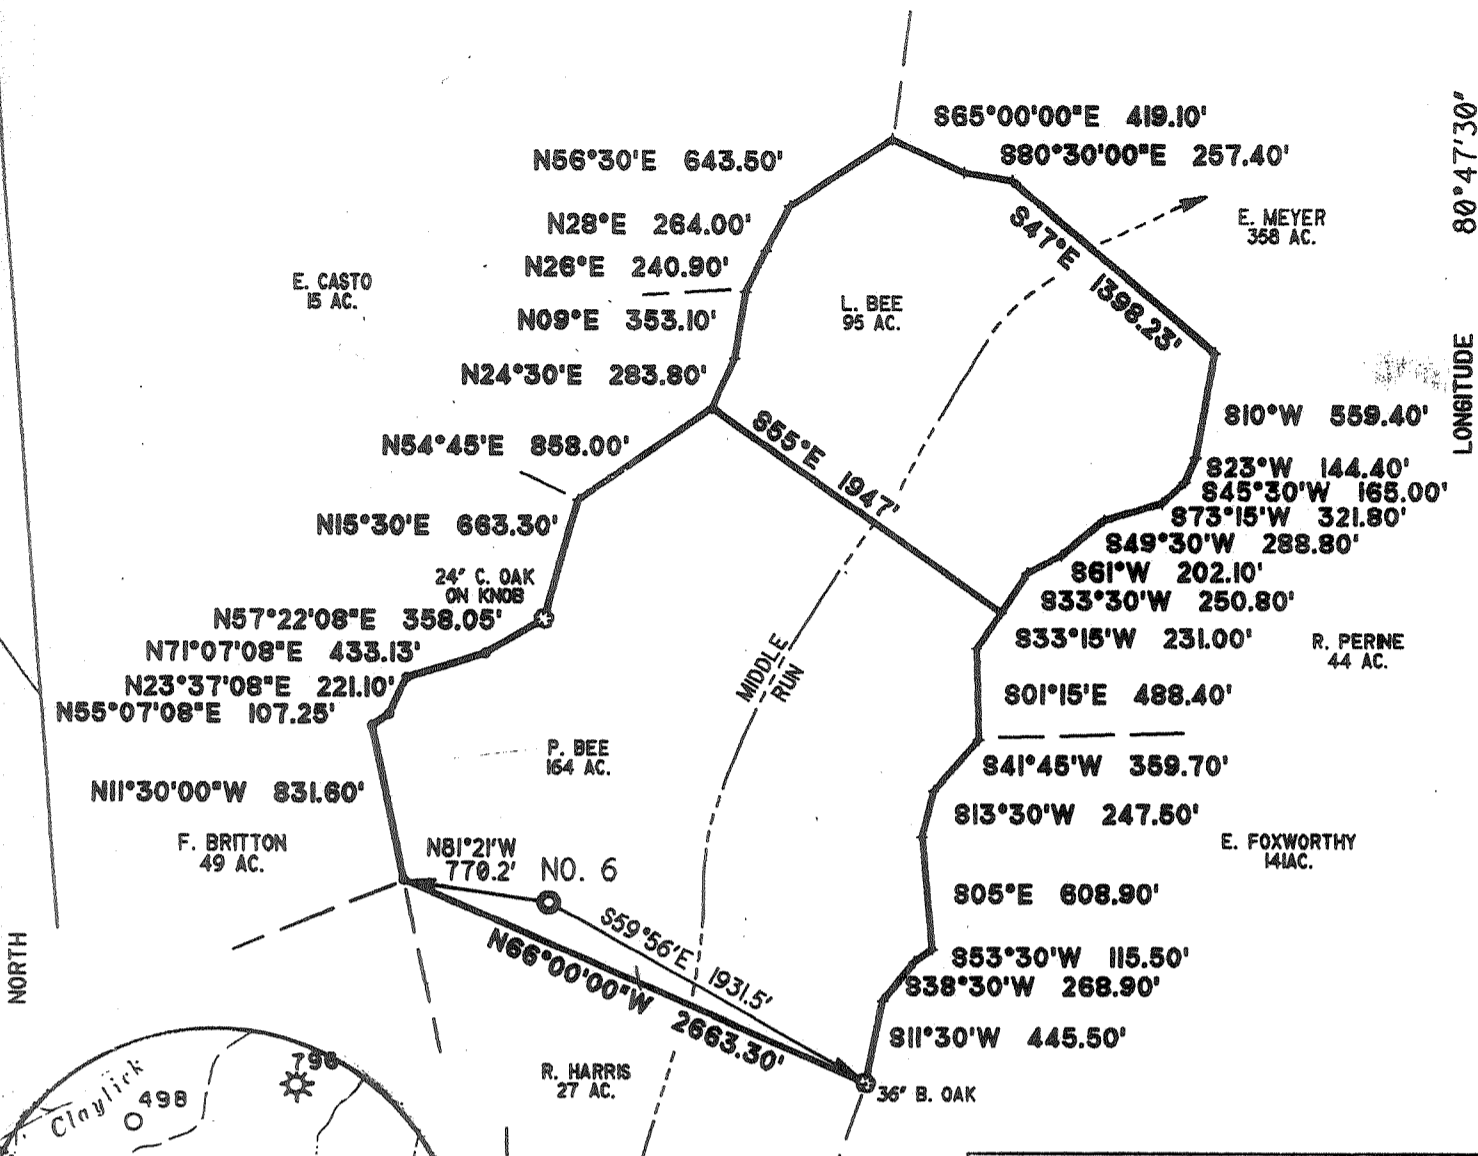 S65°00'00"E 419.10'
S80°30'00"E 257.40'
N56°30'E 643.50'
N28°E 264.00'
N26°E 240.90'
N09°E 353.10'
N24°30'E 283.80'
N54°45'E 858.00'
N15°30'E 663.30'
24" C. OAK
ON KNOB
N57°22'08"E 358.05'
N71°07'08"E 433.13'
N23°37'08"E 221.10'
N55°07'08"E 107.25'
N11°30'00"W 831.60'
F. BRITTON
49 AC.
E. CASTO
15 AC.
L. BEE
95 AC.
E. MEYER
358 AC.
S47°E 1398.23'
80°47'30"
LONGITUDE
S10°W 559.40'
S23°W 144.40'
S45°30'W 165.00'
S73°15'W 321.80'
S49°30'W 288.80'
S61°W 202.10'
S33°30'W 250.80'
S33°15'W 231.00'
R. PERINE
44 AC.
S01°15'E 488.40'
S41°45'W 359.70'
S13°30'W 247.50'
E. FOXWORTHY
141AC.
S05°E 608.90'
S53°30'W 115.50'
S38°30'W 268.90'
S11°30'W 445.50'
36" B. OAK
S55°E 1947'
MIDDLE
RUN
P. BEE
164 AC.
N81°21'W
770.2'
NO. 6
S59°56'E 1931.5'
N66°00'00"W 2663.30'
R. HARRIS
27 AC.
NORTH
Claylick
498
796